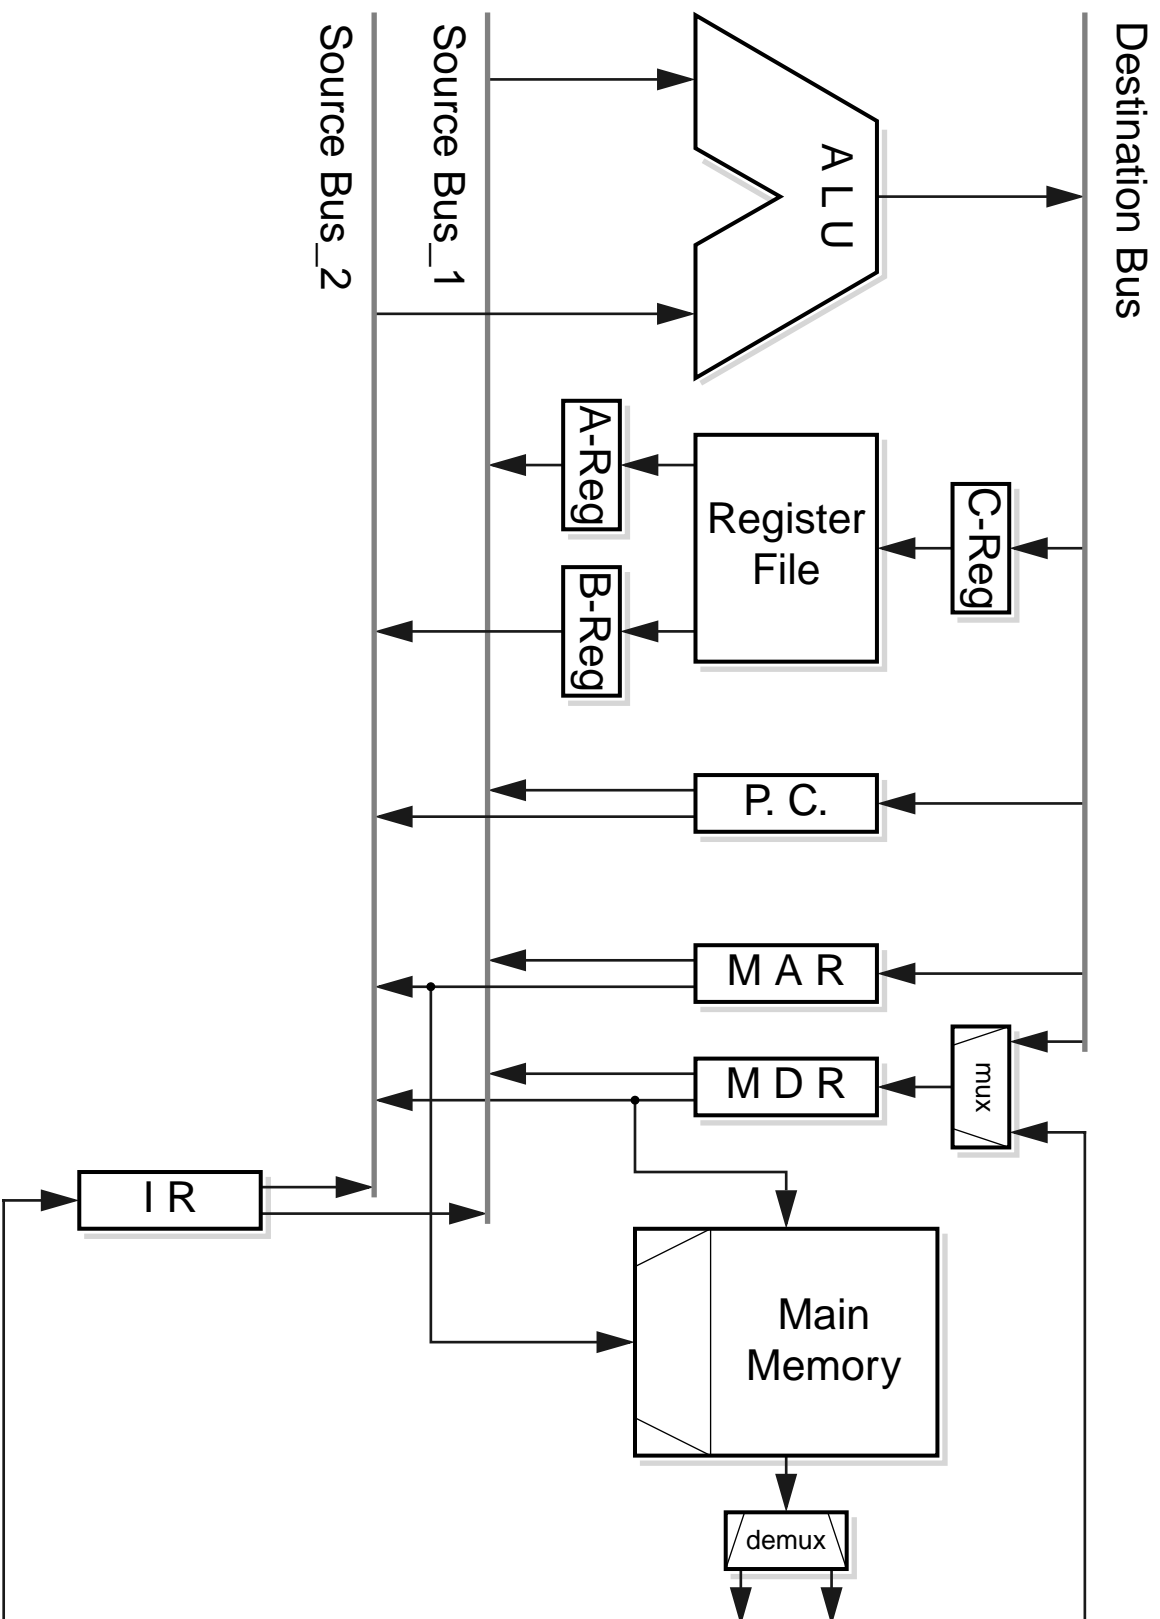 Destination Bus
Source Bus_1
Source Bus_2
A L U
A-Reg
B-Reg
Register
File
C-Reg
P. C.
M A R
M D R
mux
I R
Main
Memory
demux